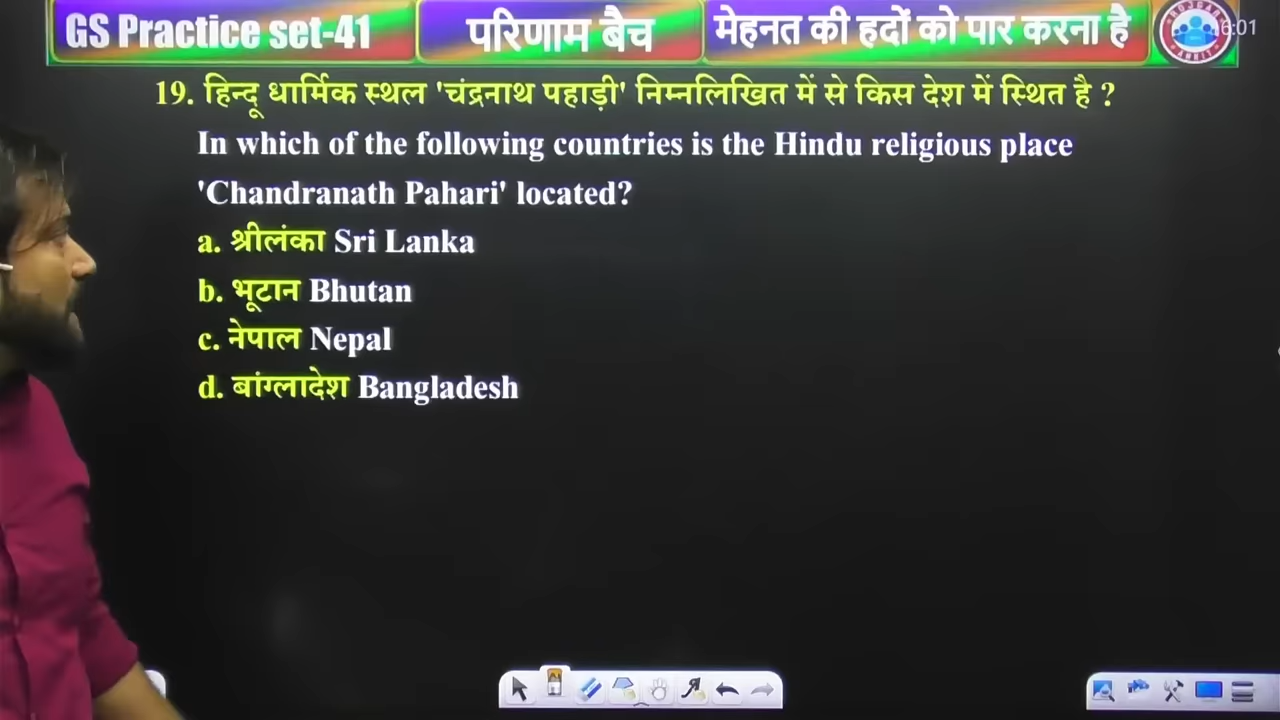 GS Practice set-41
परिणाम बैच
मेहनत की हदों को पार करना है
19. हिन्दू धार्मिक स्थल 'चंद्रनाथ पहाड़ी' निम्नलिखित में से किस देश में स्थित है ?
In which of the following countries is the Hindu religious place
'Chandranath Pahari' located?
a. श्रीलंका Sri Lanka
b. भूटान Bhutan
c. नेपाल Nepal
d. बांग्लादेश Bangladesh